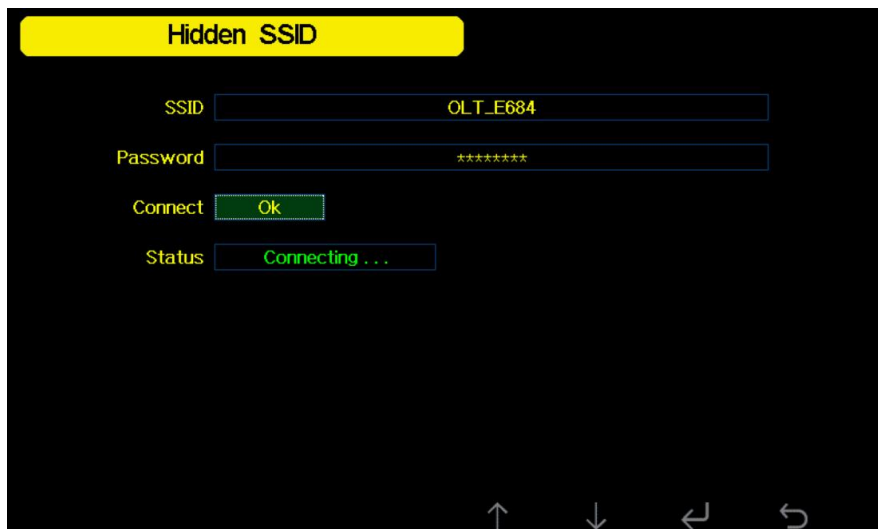 Hidden SSID
SSID OLT_E684
Password ********
Connect Ok
Status Connecting ...